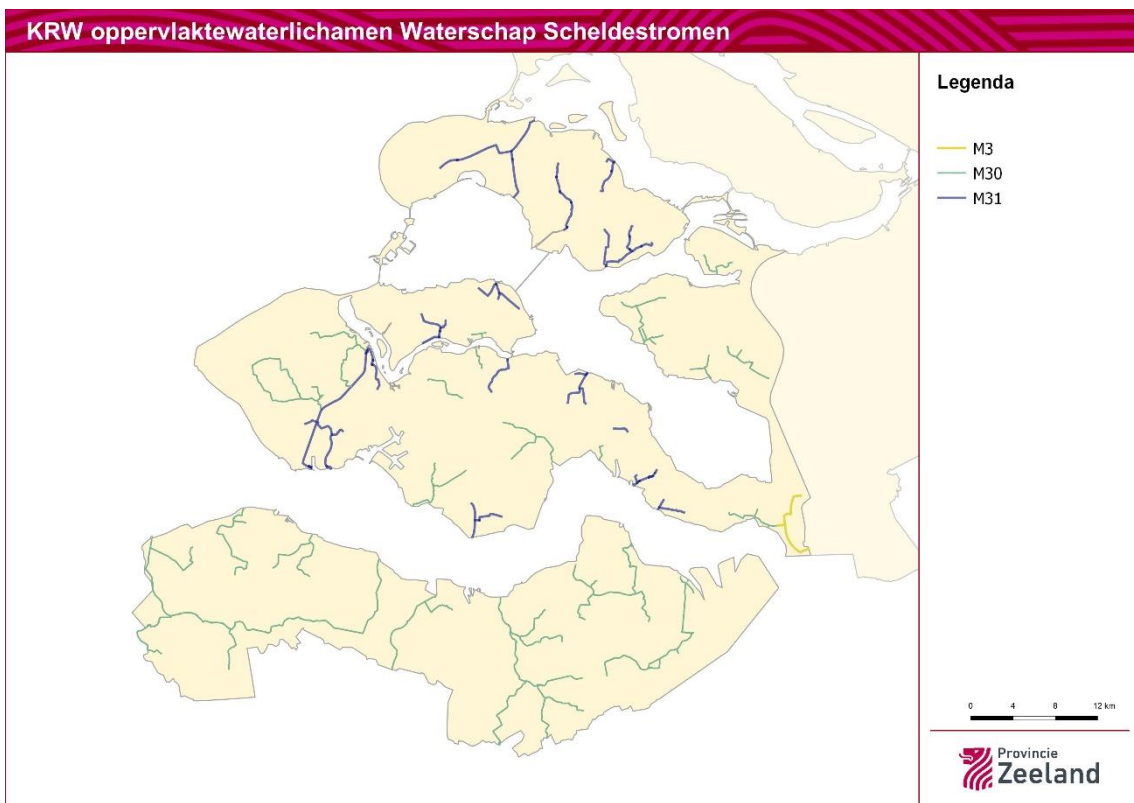 KRW oppervlaktewaterlichamen Waterschap Scheldestromen
Legenda
M3
M30
M31
0 4 8 12 km
Provincie
Zeeland